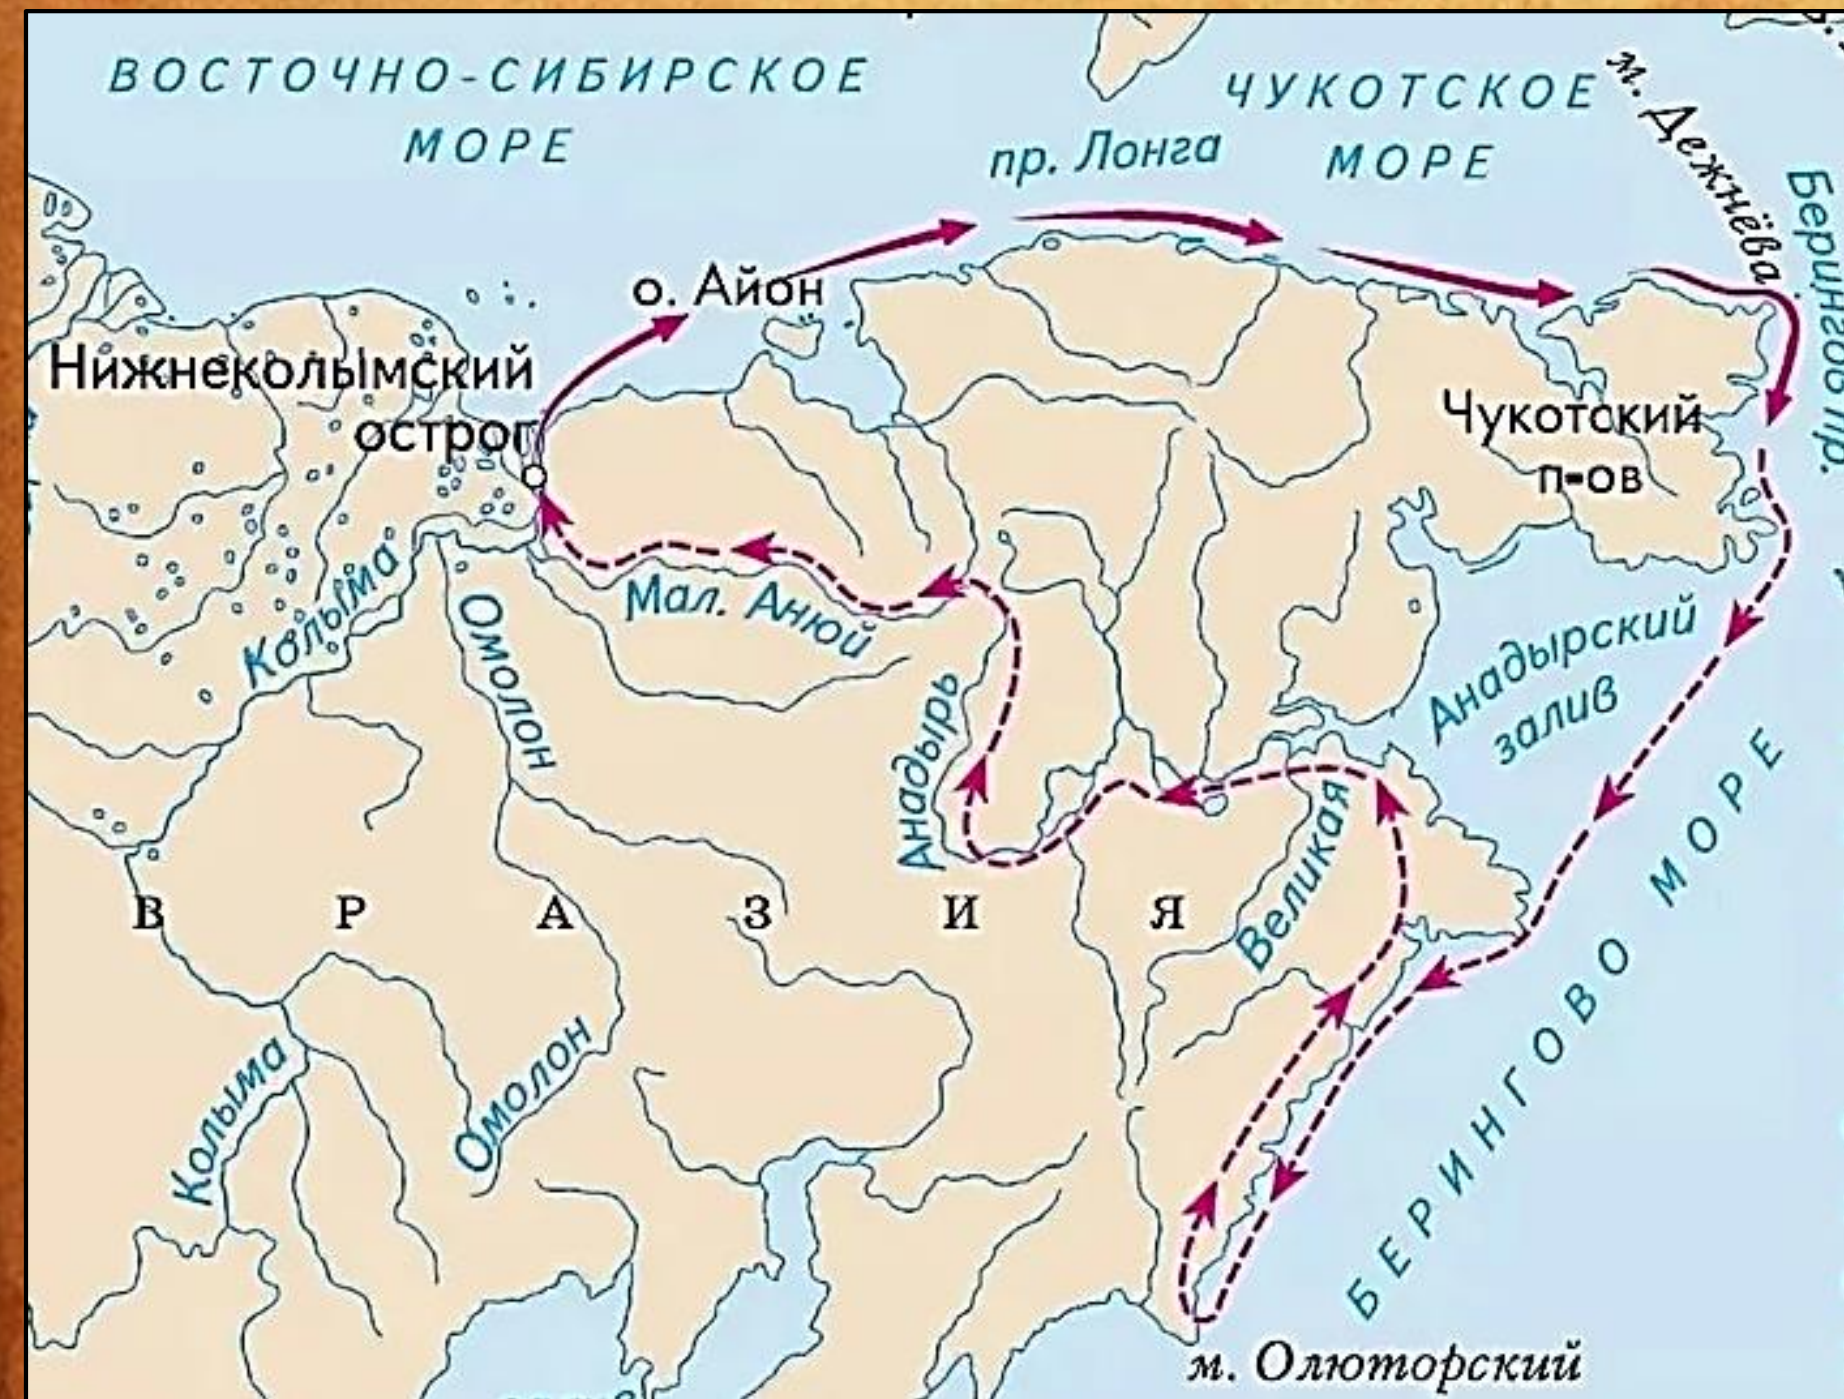 ВОСТОЧНО-СИБИРСКОЕ
МОРЕ
ЧУКОТСКОЕ
МОРЕ
пр. Лонга
м. Дежнёва
Берингов пр.
о. Айон
Нижнеколымский
острог
Чукотский
п-ов
Колыма
Омолон
Мал. Анюй
Анадырь
Анадырский
залив
Великая
В Р А З И Я
БЕРИНГОВО МОРЕ
Колыма
Омолон
м. Олюторский